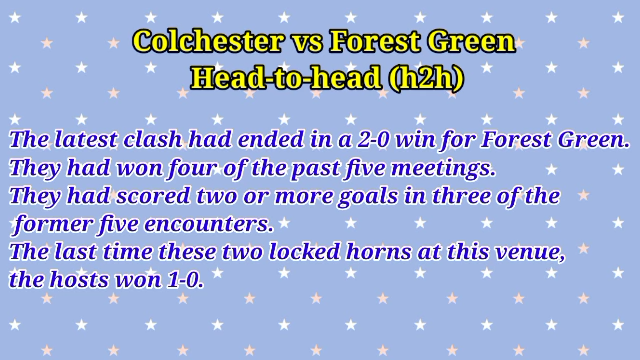 Colchester vs Forest Green
Head-to-head (h2h)
The latest clash had ended in a 2-0 win for Forest Green.
They had won four of the past five meetings.
They had scored two or more goals in three of the
former five encounters.
The last time these two locked horns at this venue,
the hosts won 1-0.